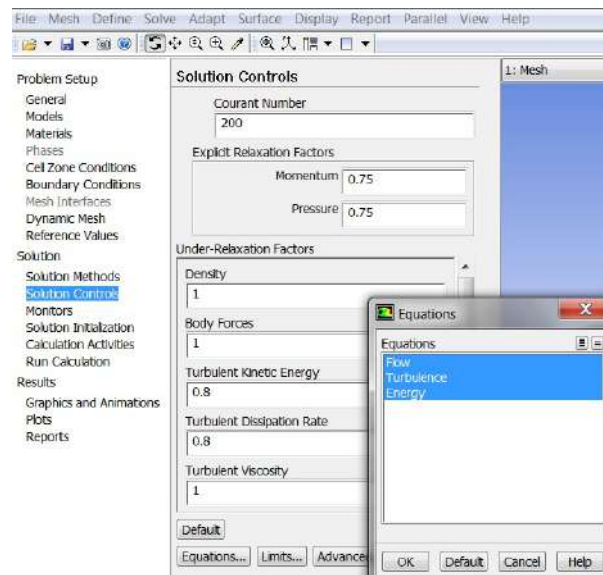 File Mesh Define Solve Adapt Surface Display Report Parallel View Help
Problem Setup
General
Models
Materials
Phases
Cell Zone Conditions
Boundary Conditions
Mesh Interfaces
Dynamic Mesh
Reference Values
Solution
Solution Methods
Solution Controls
Monitors
Solution Initialization
Calculation Activities
Run Calculation
Results
Graphics and Animations
Plots
Reports
Solution Controls
Courant Number
200
Explicit Relaxation Factors
Momentum 0.75
Pressure 0.75
Under-Relaxation Factors
Density
1
Body Forces
1
Turbulent Kinetic Energy
0.8
Turbulent Dissipation Rate
0.8
Turbulent Viscosity
1
Default
Equations... Limits... Advance
1: Mesh
Equations
Equations
Flow
Turbulence
Energy
OK Default Cancel Help